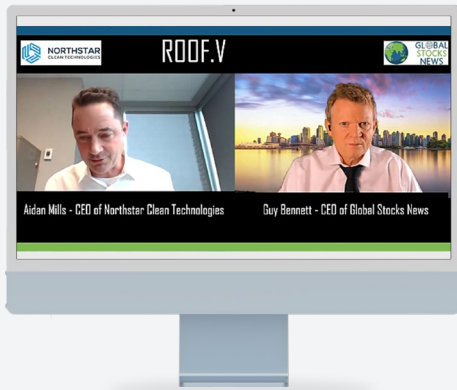 NORTHSTAR
CLEAN TECHNOLOGIES
ROOF.V
GLOBAL
STOCKS
NEWS
Aidan Mills - CEO of Northstar Clean Technologies
Guy Bennett - CEO of Global Stocks News